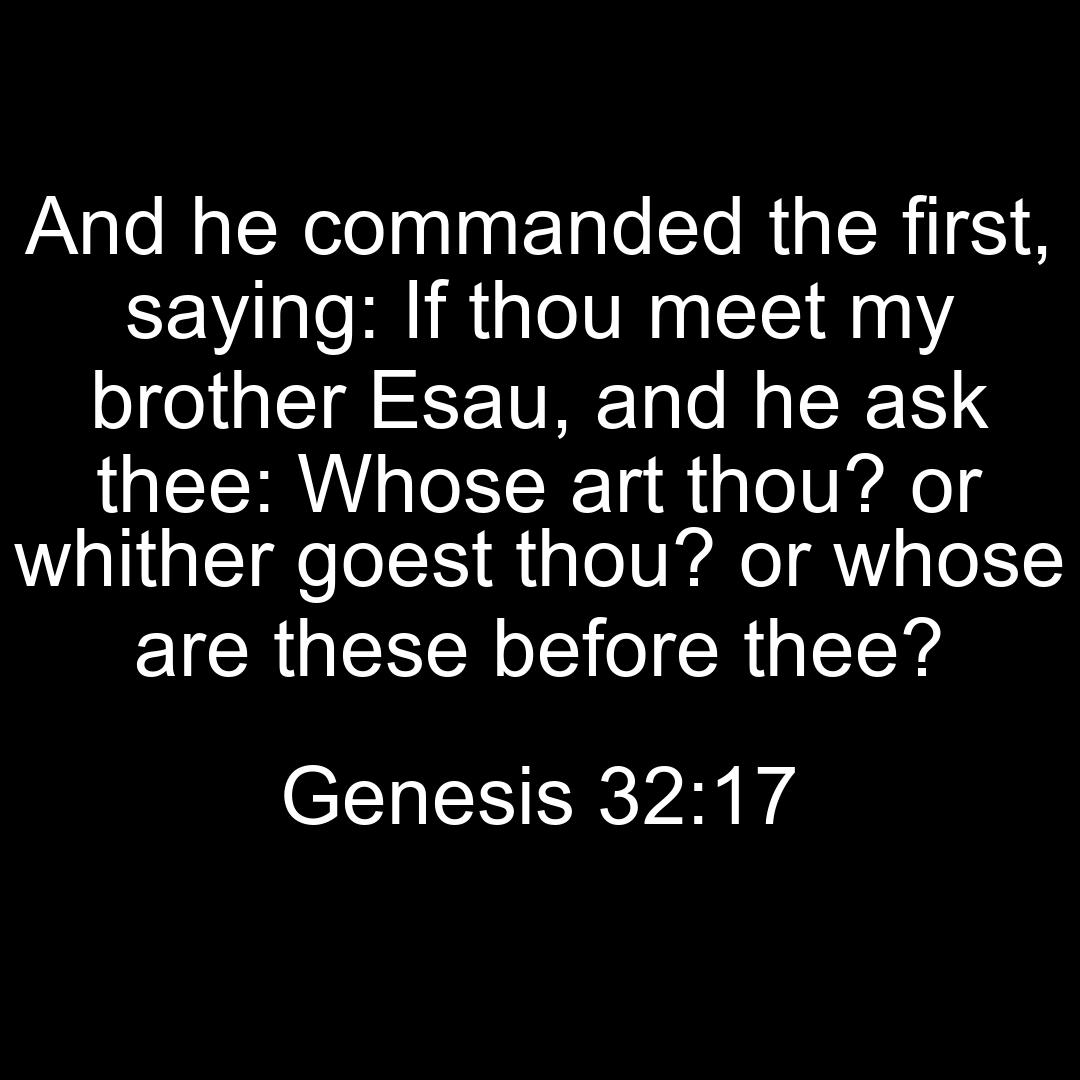 And he commanded the first,
saying: If thou meet my
brother Esau, and he ask
thee: Whose art thou? or
whither goest thou? or whose
are these before thee?
Genesis 32:17